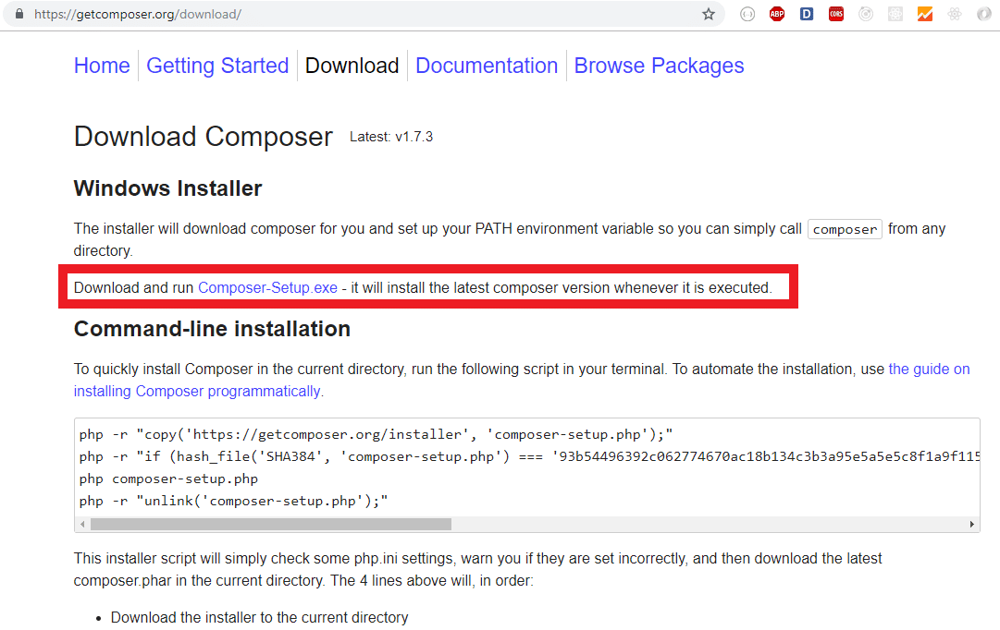 https://getcomposer.org/download/
ABP
D
CORS
Home Getting Started Download Documentation Browse Packages
Download Composer Latest: v1.7.3
Windows Installer
The installer will download composer for you and set up your PATH environment variable so you can simply call composer from any
directory.
Download and run Composer-Setup.exe - it will install the latest composer version whenever it is executed.
Command-line installation
To quickly install Composer in the current directory, run the following script in your terminal. To automate the installation, use the guide on
installing Composer programmatically.
php -r "copy('https://getcomposer.org/installer', 'composer-setup.php');"
php -r "if (hash_file('SHA384', 'composer-setup.php') === '93b54496392c062774670ac18b134c3b3a95e5a5e5c8f1a9f115
php composer-setup.php
php -r "unlink('composer-setup.php');"
This installer script will simply check some php.ini settings, warn you if they are set incorrectly, and then download the latest
composer.phar in the current directory. The 4 lines above will, in order:
• Download the installer to the current directory